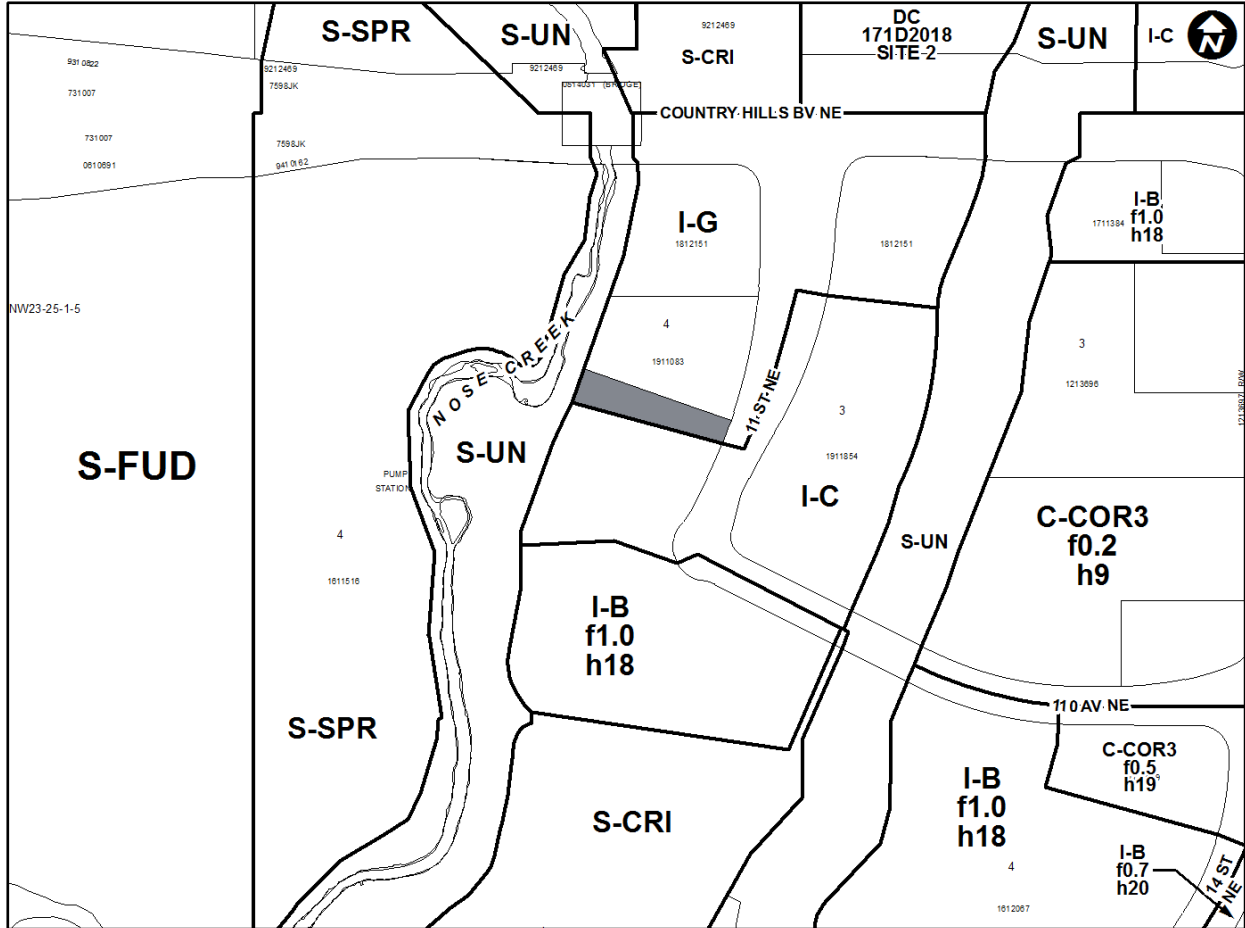 S-SPR
S-UN
9212469
S-CRI
DC
171D2018
SITE 2
S-UN
I-C
N
9310822
731007
9212469
7598JK
9212469
0814031 (BRIDGE)
COUNTRY HILLS BV NE
731007
0610691
7598JK
9410162
I-G
1812151
1812151
1711384
I-B
f1.0
h18
NW23-25-1-5
NOSE CREEK
4
1911083
11 ST NE
3
1911854
I-C
3
1213696
S-FUD
S-UN
PUMP
STATION
4
1611516
S-UN
C-COR3
f0.2
h9
I-B
f1.0
h18
110 AV NE
S-SPR
S-CRI
I-B
f1.0
h18
4
1612067
C-COR3
f0.5
h19
I-B
f0.7
h20
14 ST
NE